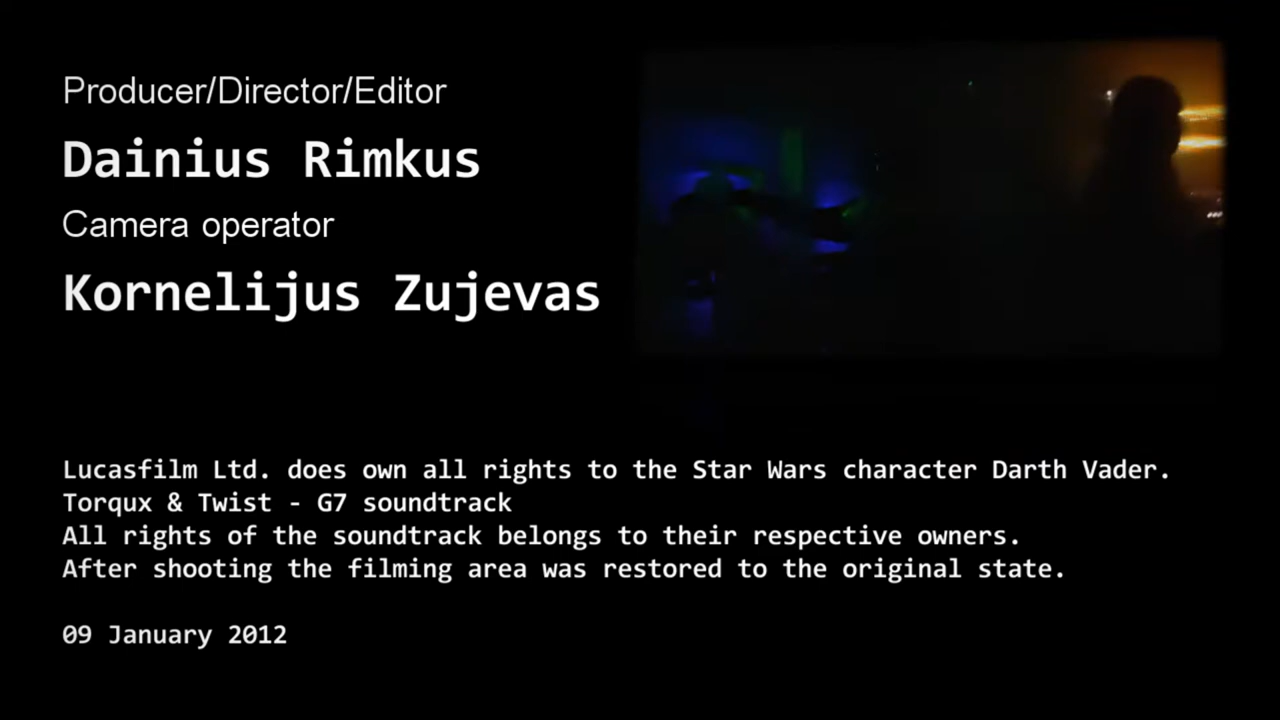 Producer/Director/Editor
Dainius Rimkus
Camera operator
Kornelijus Zujevas
Lucasfilm Ltd. does own all rights to the Star Wars character Darth Vader.
Torqux & Twist - G7 soundtrack
All rights of the soundtrack belongs to their respective owners.
After shooting the filming area was restored to the original state.
09 January 2012